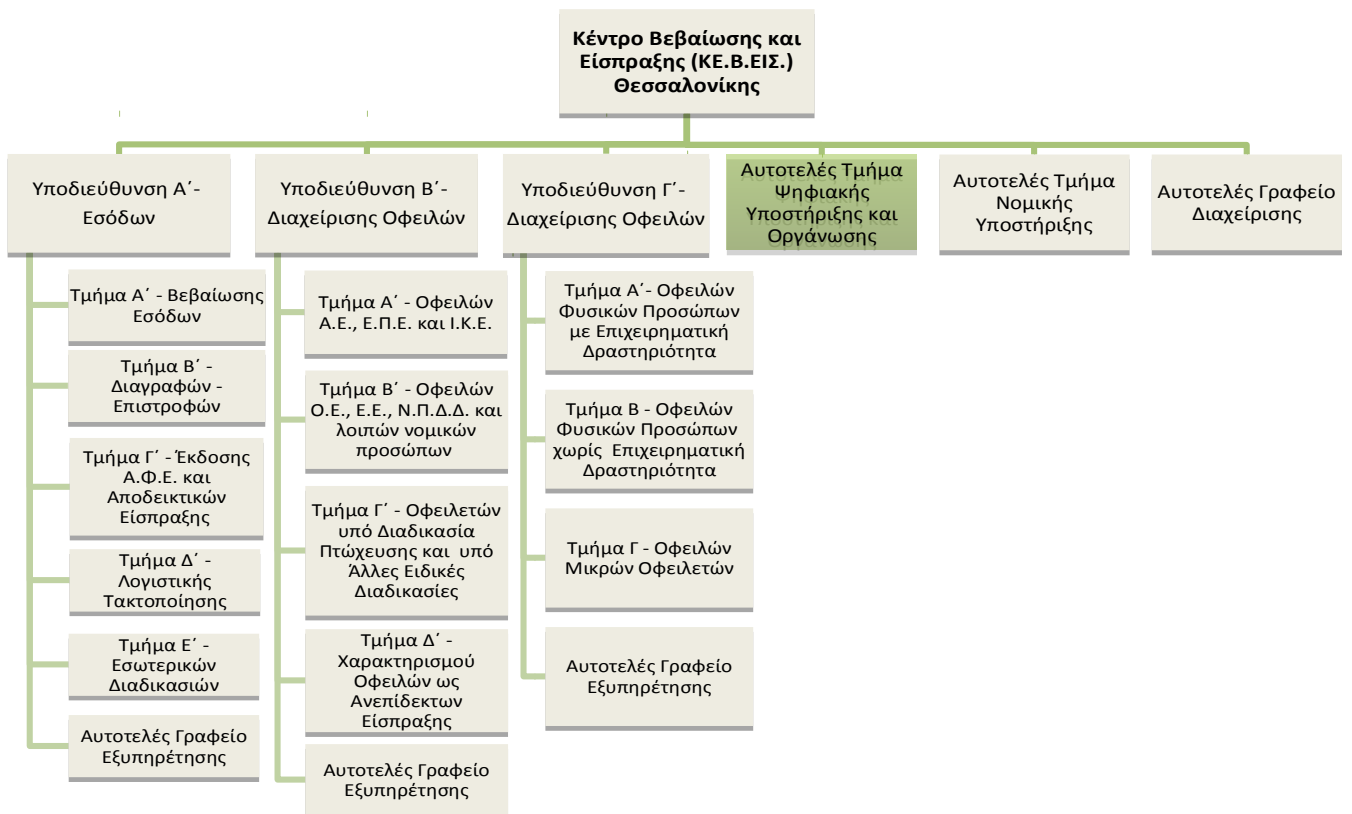 Κέντρο Βεβαίωσης και
Είσπραξης (ΚΕ.Β.ΕΙΣ.)
Θεσσαλονίκης
Υποδιεύθυνση Α΄-
Εσόδων
Τμήμα Α΄ - Βεβαίωσης
Εσόδων
Τμήμα Β΄ -
Διαγραφών -
Επιστροφών
Τμήμα Γ΄ - Έκδοσης
Α.Φ.Ε. και
Αποδεικτικών
Είσπραξης
Τμήμα Δ΄ -
Λογιστικής
Τακτοποίησης
Τμήμα Ε΄ -
Εσωτερικών
Διαδικασιών
Αυτοτελές Γραφείο
Εξυπηρέτησης
Υποδιεύθυνση Β΄-
Διαχείρισης Οφειλών
Τμήμα Α΄ - Οφειλών
Α.Ε., Ε.Π.Ε. και Ι.Κ.Ε.
Τμήμα Β΄ - Οφειλών
Ο.Ε., Ε.Ε., Ν.Π.Δ.Δ. και
λοιπών νομικών
προσώπων
Τμήμα Γ΄ - Οφειλετών
υπό Διαδικασία
Πτώχευσης και υπό
Άλλες Ειδικές
Διαδικασίες
Τμήμα Δ΄ -
Χαρακτηρισμού
Οφειλών ως
Ανεπίδεκτων
Είσπραξης
Αυτοτελές Γραφείο
Εξυπηρέτησης
Υποδιεύθυνση Γ΄-
Διαχείρισης Οφειλών
Τμήμα Α΄- Οφειλών
Φυσικών Προσώπων
με Επιχειρηματική
Δραστηριότητα
Τμήμα Β - Οφειλών
Φυσικών Προσώπων
χωρίς Επιχειρηματική
Δραστηριότητα
Τμήμα Γ - Οφειλών
Μικρών Οφειλετών
Αυτοτελές Γραφείο
Εξυπηρέτησης
Αυτοτελές Τμήμα
Ψηφιακής
Υποστήριξης και
Οργάνωσης
Αυτοτελές Τμήμα
Νομικής
Υποστήριξης
Αυτοτελές Γραφείο
Διαχείρισης